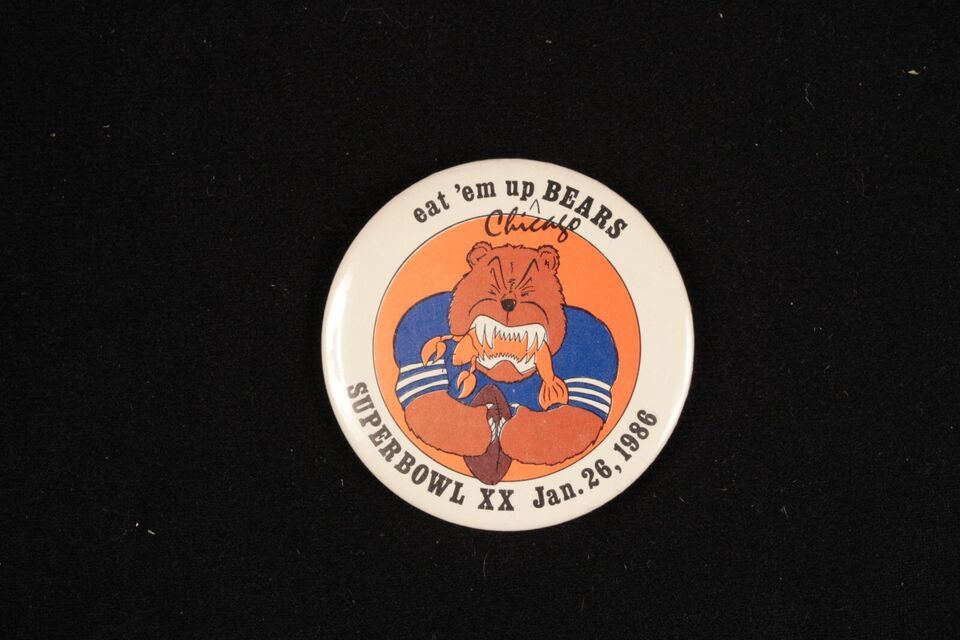 eat 'em up BEARS
^
Chicago
SUPERBOWL XX Jan. 26, 1986